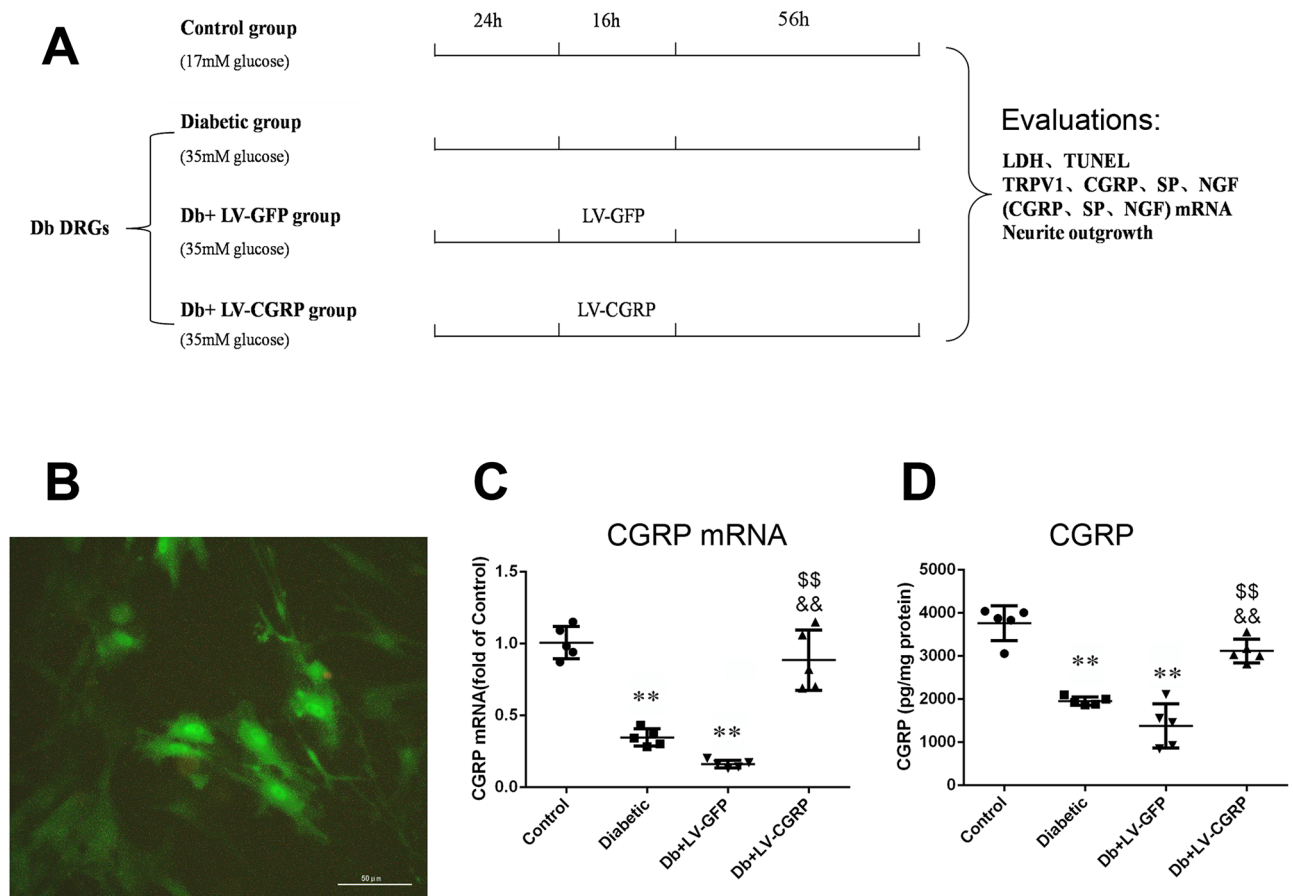 A
Control group
(17mM glucose)
24h 16h 56h
Diabetic group
(35mM glucose)
Db DRGs
Db+ LV-GFP group
(35mM glucose)
LV-GFP
Db+ LV-CGRP group
(35mM glucose)
LV-CGRP
Evaluations:
LDH、TUNEL
TRPV1、CGRP、SP、NGF
(CGRP、SP、NGF) mRNA
Neurite outgrowth
B
50 μm
C
CGRP mRNA
CGRP mRNA(fold of Control)
1.5
1.0
0.5
0.0
**
**
$$
&&
Control
Diabetic
Db+LV-GFP
Db+LV-CGRP
D
CGRP
CGRP (pg/mg protein)
5000
4000
3000
2000
1000
0
**
**
$$
&&
Control
Diabetic
Db+LV-GFP
Db+LV-CGRP